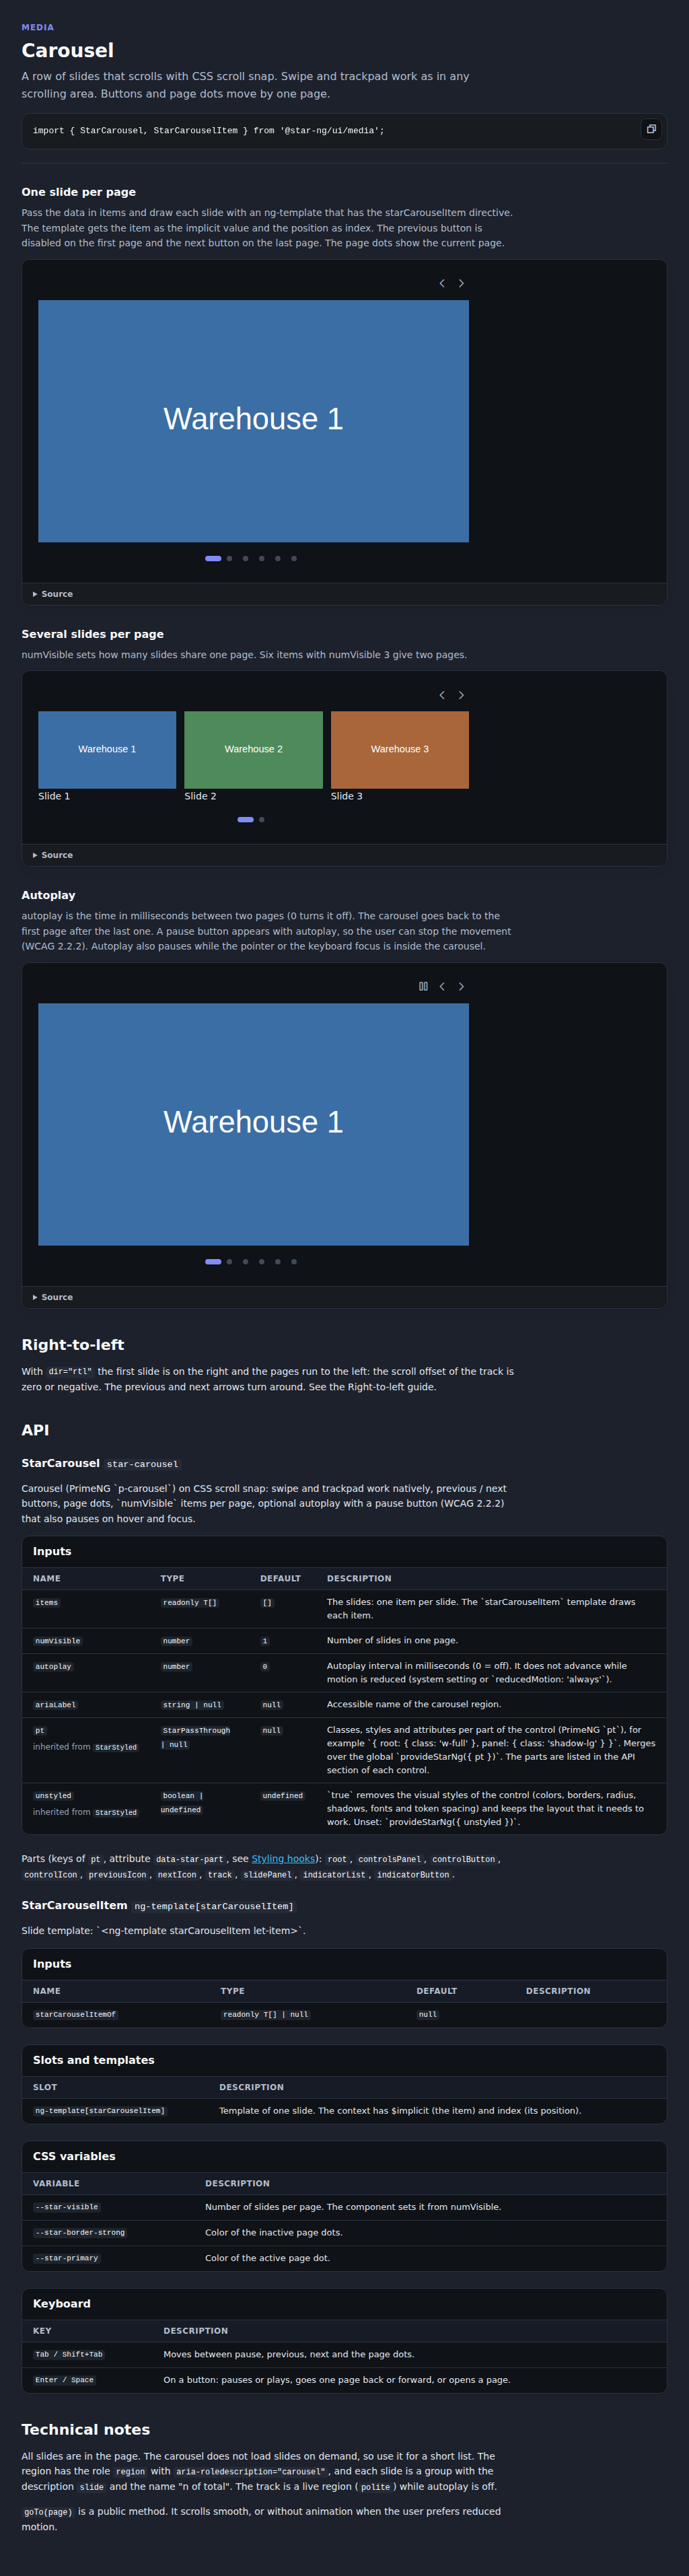 MEDIA
Carousel
A row of slides that scrolls with CSS scroll snap. Swipe and trackpad work as in any
scrolling area. Buttons and page dots move by one page.
import { StarCarousel, StarCarouselItem } from '@star-ng/ui/media';
One slide per page
Pass the data in items and draw each slide with an ng-template that has the starCarouselItem directive.
The template gets the item as the implicit value and the position as index. The previous button is
disabled on the first page and the next button on the last page. The page dots show the current page.
Warehouse 1
Source
Several slides per page
numVisible sets how many slides share one page. Six items with numVisible 3 give two pages.
Warehouse 1 Warehouse 2 Warehouse 3
Slide 1 Slide 2 Slide 3
Source
Autoplay
autoplay is the time in milliseconds between two pages (0 turns it off). The carousel goes back to the
first page after the last one. A pause button appears with autoplay, so the user can stop the movement
(WCAG 2.2.2). Autoplay also pauses while the pointer or the keyboard focus is inside the carousel.
Warehouse 1
Source
Right-to-left
With dir="rtl" the first slide is on the right and the pages run to the left: the scroll offset of the track is
zero or negative. The previous and next arrows turn around. See the Right-to-left guide.
API
StarCarousel star-carousel
Carousel (PrimeNG `p-carousel`) on CSS scroll snap: swipe and trackpad work natively, previous / next
buttons, page dots, `numVisible` items per page, optional autoplay with a pause button (WCAG 2.2.2)
that also pauses on hover and focus.
Inputs
NAME TYPE DEFAULT DESCRIPTION
items readonly T[] [] The slides: one item per slide. The `starCarouselItem` template draws
each item.
numVisible number 1 Number of slides in one page.
autoplay number 0 Autoplay interval in milliseconds (0 = off). It does not advance while
motion is reduced (system setting or `reducedMotion: 'always'`).
ariaLabel string | null null Accessible name of the carousel region.
pt StarPassThrough null Classes, styles and attributes per part of the control (PrimeNG `pt`), for
inherited from StarStyled | null example `{ root: { class: 'w-full' }, panel: { class: 'shadow-lg' } }`. Merges
over the global `provideStarNg({ pt })`. The parts are listed in the API
section of each control.
unstyled boolean | undefined `true` removes the visual styles of the control (colors, borders, radius,
inherited from StarStyled undefined shadows, fonts and token spacing) and keeps the layout that it needs to
work. Unset: `provideStarNg({ unstyled })`.
Parts (keys of pt, attribute data-star-part, see Styling hooks): root, controlsPanel, controlButton,
controlIcon, previousIcon, nextIcon, track, slidePanel, indicatorList, indicatorButton.
StarCarouselItem ng-template[starCarouselItem]
Slide template: `<ng-template starCarouselItem let-item>`.
Inputs
NAME TYPE DEFAULT DESCRIPTION
starCarouselItemOf readonly T[] | null null
Slots and templates
SLOT DESCRIPTION
ng-template[starCarouselItem] Template of one slide. The context has $implicit (the item) and index (its position).
CSS variables
VARIABLE DESCRIPTION
--star-visible Number of slides per page. The component sets it from numVisible.
--star-border-strong Color of the inactive page dots.
--star-primary Color of the active page dot.
Keyboard
KEY DESCRIPTION
Tab / Shift+Tab Moves between pause, previous, next and the page dots.
Enter / Space On a button: pauses or plays, goes one page back or forward, or opens a page.
Technical notes
All slides are in the page. The carousel does not load slides on demand, so use it for a short list. The
region has the role region with aria-roledescription="carousel", and each slide is a group with the
description slide and the name "n of total". The track is a live region (polite) while autoplay is off.
goTo(page) is a public method. It scrolls smooth, or without animation when the user prefers reduced
motion.